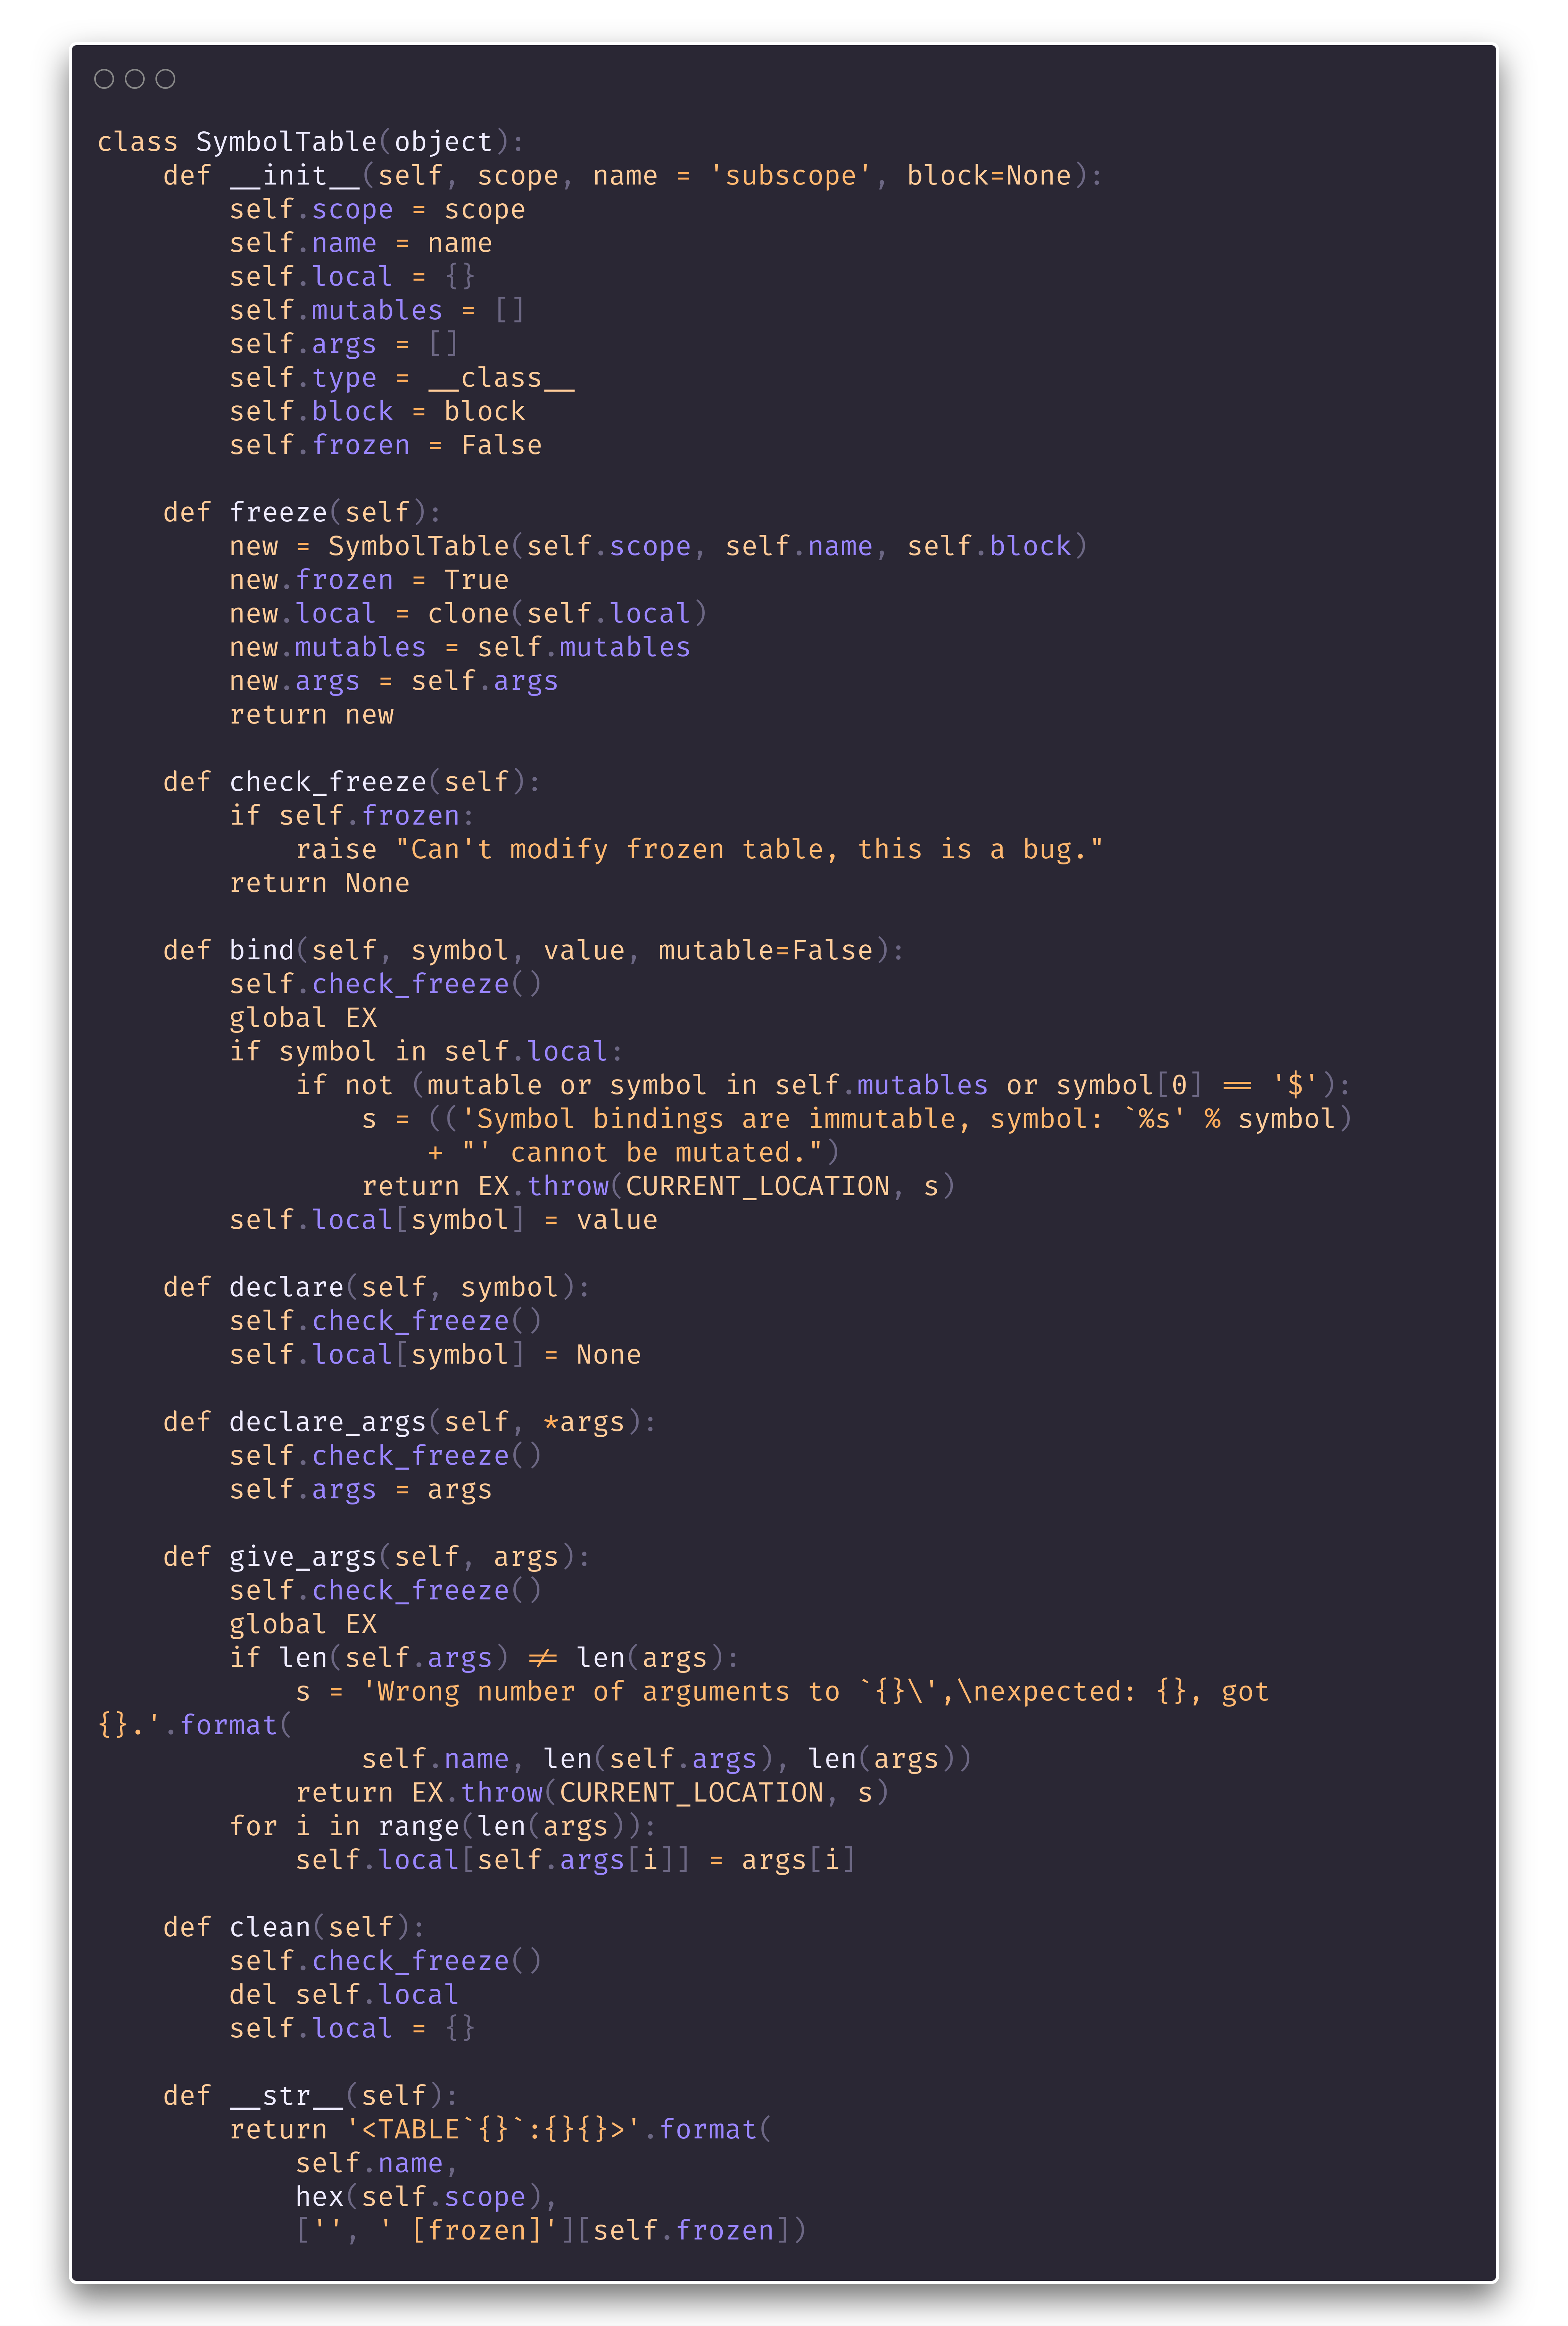 class SymbolTable(object):
    def __init__(self, scope, name = 'subscope', block=None):
        self.scope = scope
        self.name = name
        self.local = {}
        self.mutables = []
        self.args = []
        self.type = __class__
        self.block = block
        self.frozen = False

    def freeze(self):
        new = SymbolTable(self.scope, self.name, self.block)
        new.frozen = True
        new.local = clone(self.local)
        new.mutables = self.mutables
        new.args = self.args
        return new

    def check_freeze(self):
        if self.frozen:
            raise "Can't modify frozen table, this is a bug."
        return None

    def bind(self, symbol, value, mutable=False):
        self.check_freeze()
        global EX
        if symbol in self.local:
            if not (mutable or symbol in self.mutables or symbol[0] == '$'):
                s = (('Symbol bindings are immutable, symbol: `%s' % symbol)
                    + "' cannot be mutated.")
                return EX.throw(CURRENT_LOCATION, s)
        self.local[symbol] = value

    def declare(self, symbol):
        self.check_freeze()
        self.local[symbol] = None

    def declare_args(self, *args):
        self.check_freeze()
        self.args = args

    def give_args(self, args):
        self.check_freeze()
        global EX
        if len(self.args) != len(args):
            s = 'Wrong number of arguments to `{}\',\nexpected: {}, got
{}.'.format(
                self.name, len(self.args), len(args))
            return EX.throw(CURRENT_LOCATION, s)
        for i in range(len(args)):
            self.local[self.args[i]] = args[i]

    def clean(self):
        self.check_freeze()
        del self.local
        self.local = {}

    def __str__(self):
        return '<TABLE`{}`:{}{}>'.format(
            self.name,
            hex(self.scope),
            ['', ' [frozen]'][self.frozen])